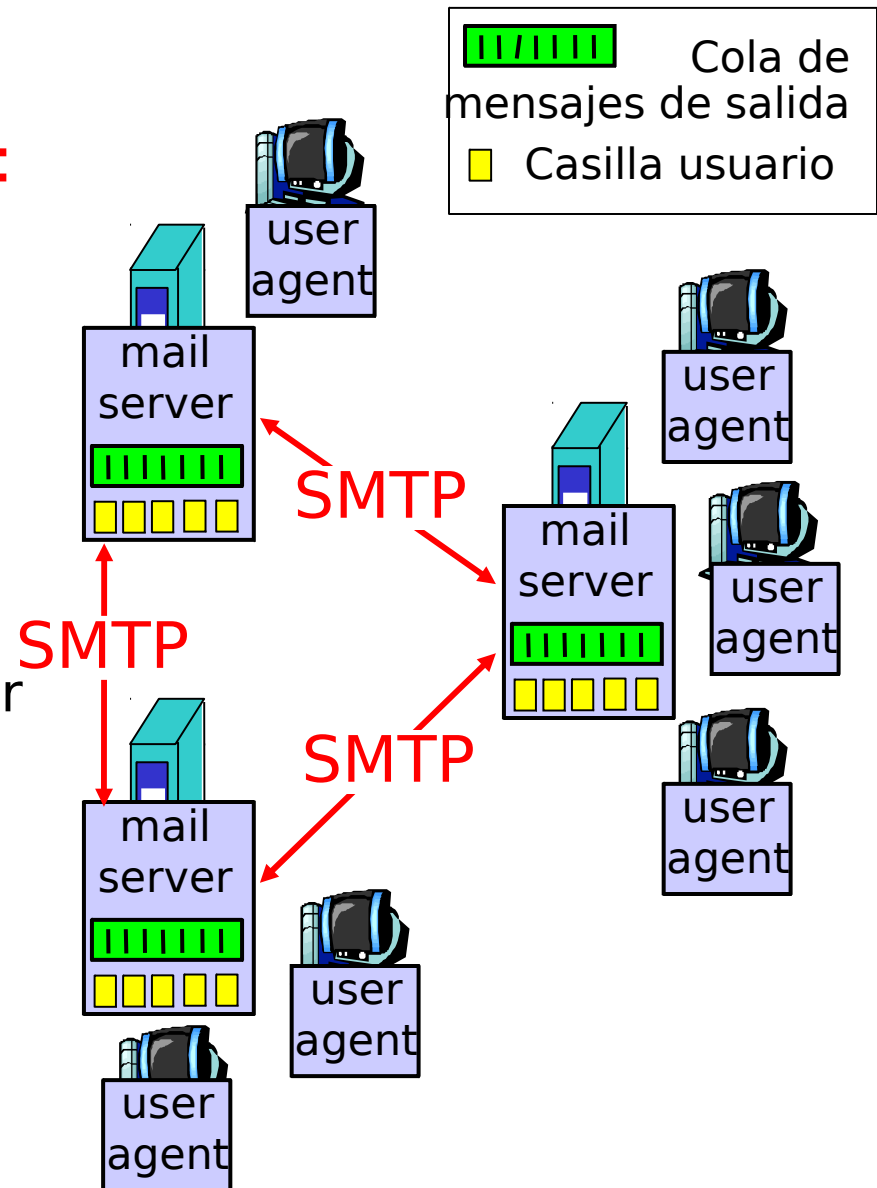 Cola de
mensajes de salida
Casilla usuario
:
user
agent
mail
server
user
agent
SMTP
mail
server
user
agent
SMTP
r
SMTP
user
agent
mail
server
user
agent
user
agent